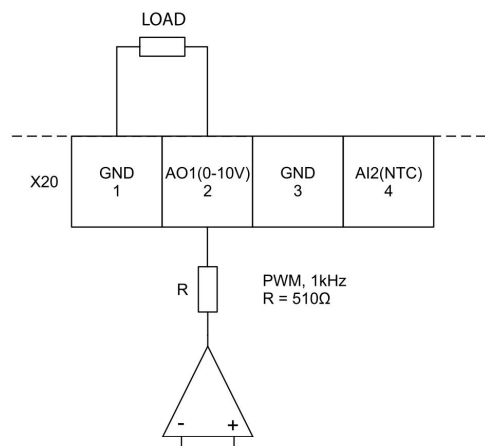 LOAD
X20
GND
1
AO1(0-10V)
2
GND
3
AI2(NTC)
4
R
PWM, 1kHz
R = 510Ω
- +